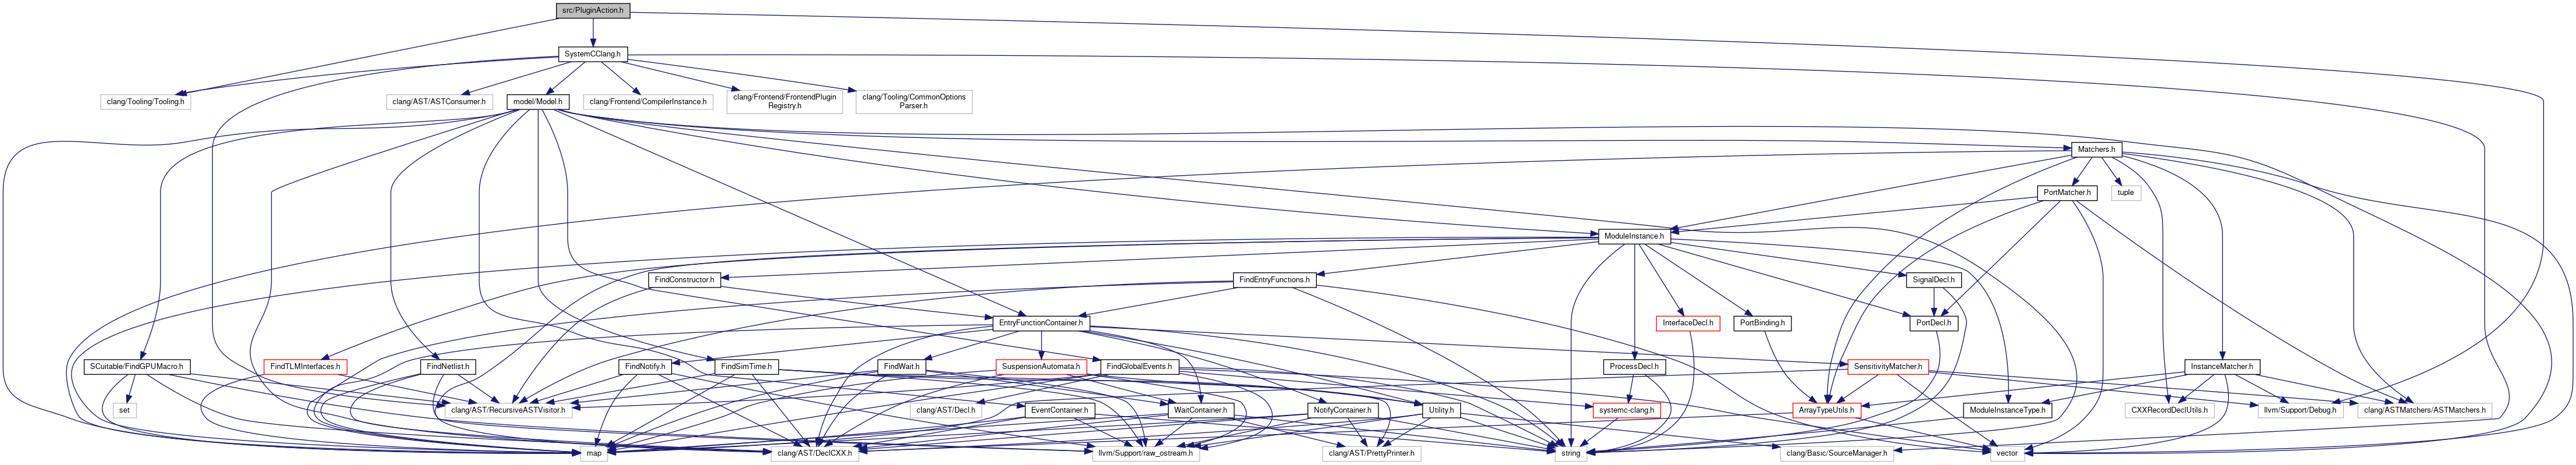 src/PluginAction.h
SystemCClang.h
clang/Tooling/Tooling.h
clang/AST/ASTConsumer.h
model/Model.h
clang/Frontend/CompilerInstance.h
clang/Frontend/FrontendPlugin
Registry.h
clang/Tooling/CommonOptions
Parser.h
Matchers.h
PortMatcher.h
tuple
ModuleInstance.h
FindConstructor.h
FindEntryFunctions.h
SignalDecl.h
EntryFunctionContainer.h
InterfaceDecl.h
PortBinding.h
PortDecl.h
SCuitable/FindGPUMacro.h
FindTLMInterfaces.h
FindNetlist.h
FindNotify.h
FindSimTime.h
FindWait.h
SuspensionAutomata.h
FindGlobalEvents.h
ProcessDecl.h
SensitivityMatcher.h
InstanceMatcher.h
set
clang/AST/RecursiveASTVisitor.h
clang/AST/Decl.h
EventContainer.h
WaitContainer.h
NotifyContainer.h
Utility.h
systemc-clang.h
ArrayTypeUtils.h
ModuleInstanceType.h
CXXRecordDeclUtils.h
llvm/Support/Debug.h
clang/ASTMatchers/ASTMatchers.h
map
clang/AST/DeclCXX.h
llvm/Support/raw_ostream.h
clang/AST/PrettyPrinter.h
string
clang/Basic/SourceManager.h
vector